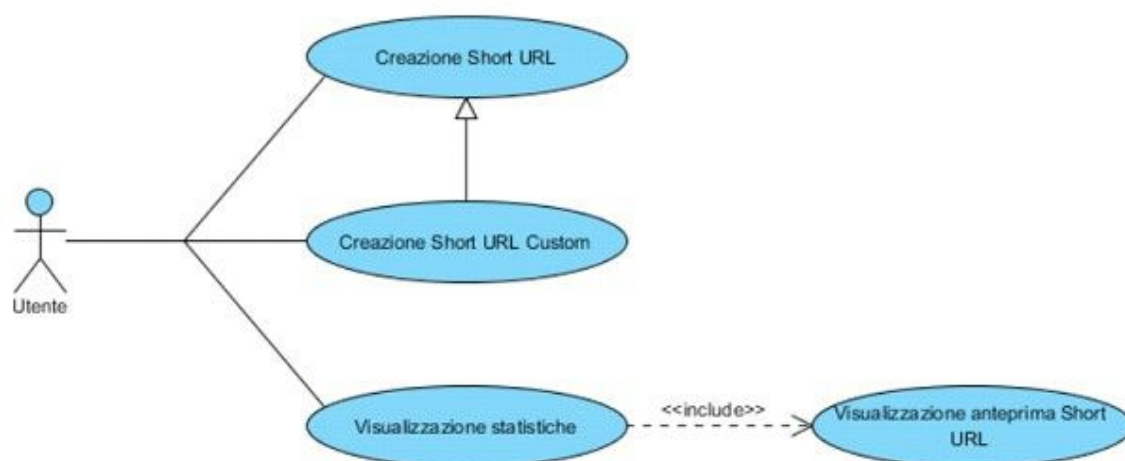 Creazione Short URL
Creazione Short URL Custom
Utente
Visualizzazione statistiche
<<include>>
Visualizzazione anteprima Short
URL